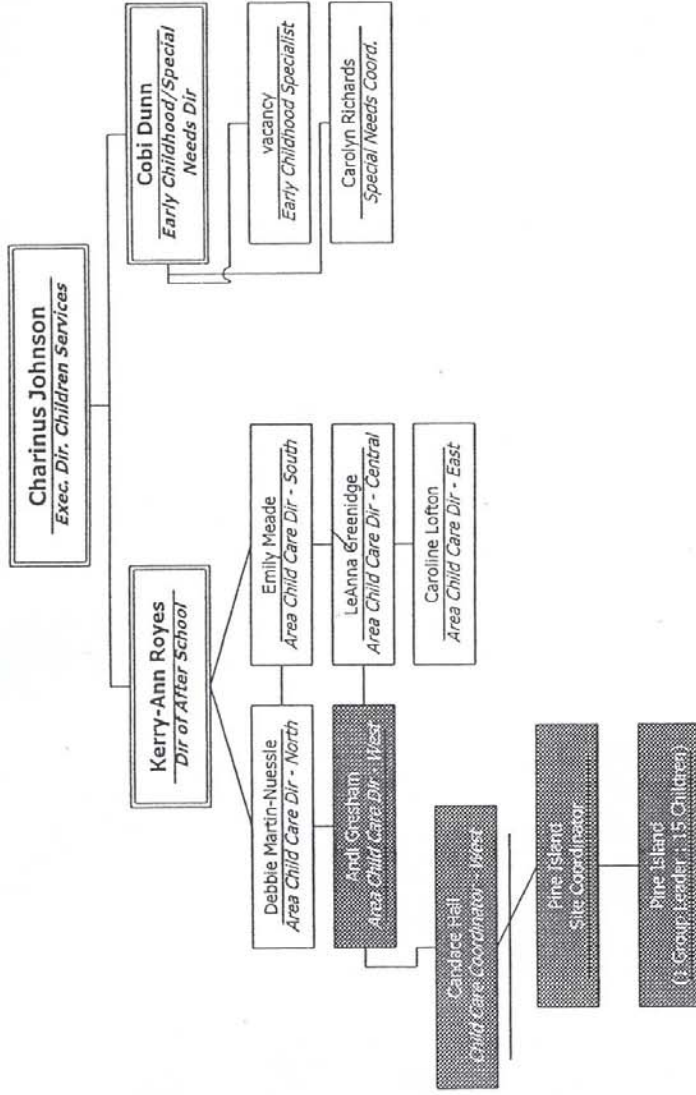 Charinus Johnson
Exec. Dir. Children Services
Kerry-Ann Royes
Dir of After School
Cobi Dunn
Early Childhood/Special
Needs Dir
Debbie Martin-Nuessle
Area Child Care Dir - North
Emily Meade
Area Child Care Dir - South
vacancy
Early Childhood Specialist
Andi Gresham
Area Child Care Dir - West
LeAnna Greenidge
Area Child Care Dir - Central
Carolyn Richards
Special Needs Coord.
Caroline Lofton
Area Child Care Dir - East
Candace Hall
Child Care Coordinator - West
Pine Island
Site Coordinator
Pine Island
(1 Group Leader : 15 Children)